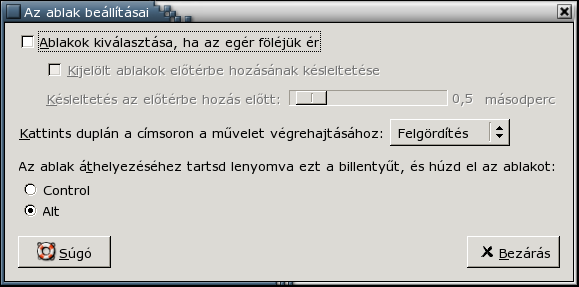 Az ablak beállításai
Ablakok kiválasztása, ha az egér föléjük ér
Kijelölt ablakok előtérbe hozásának késleltetése
Késleltetés az előtérbe hozás előtt: 0,5 másodperc
Kattints duplán a címsoron a művelet végrehajtásához: Felgördítés
Az ablak áthelyezéséhez tartsd lenyomva ezt a billentyűt, és húzd el az ablakot:
Control
Alt
Súgó Bezárás